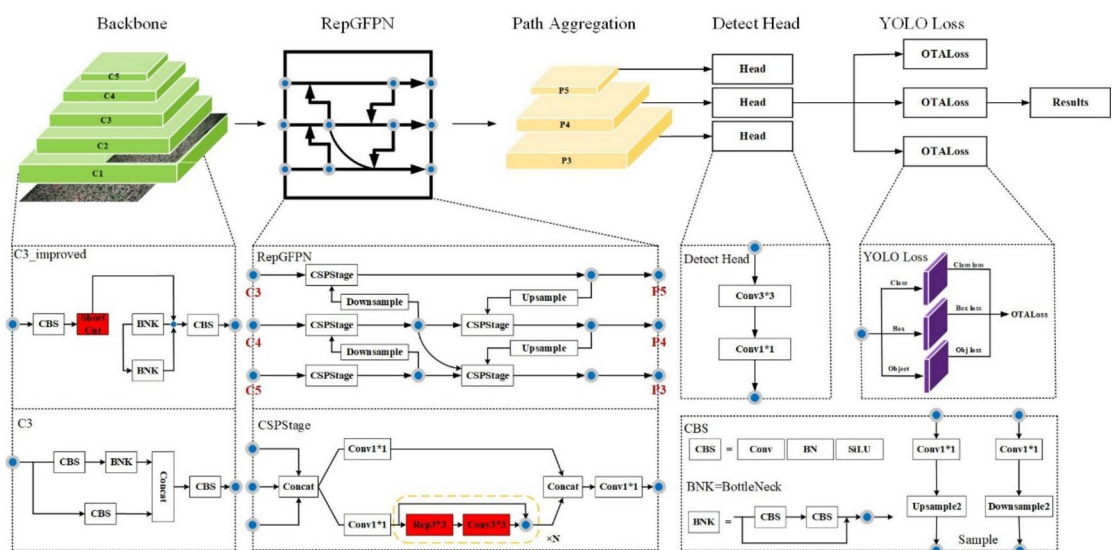 Backbone
RepGFPN
Path Aggregation
Detect Head
YOLO Loss
C5
C4
C3
C2
C1
P5
P4
P3
Head
Head
Head
OTALoss
OTALoss
OTALoss
Results
C3_improved
CBS
Short
Cut
BNK
BNK
CBS
RepGFPN
C3
CSPStage
P5
Downsample
Upsample
C4
CSPStage
CSPStage
P4
Downsample
Upsample
C5
CSPStage
CSPStage
P3
Detect Head
Conv3*3
Conv1*1
YOLO Loss
Class
Class loss
Box
Box loss
OTALoss
Object
Obj loss
C3
CBS
BNK
CBS
Concat
CBS
CSPStage
Conv1*1
Concat
Concat
Conv1*1
Conv1*1
Rep3*3
Conv3*3
×N
CBS
CBS = Conv BN SiLU
BNK=BottleNeck
BNK = CBS CBS
Conv1*1
Conv1*1
Upsample2
Downsample2
Sample